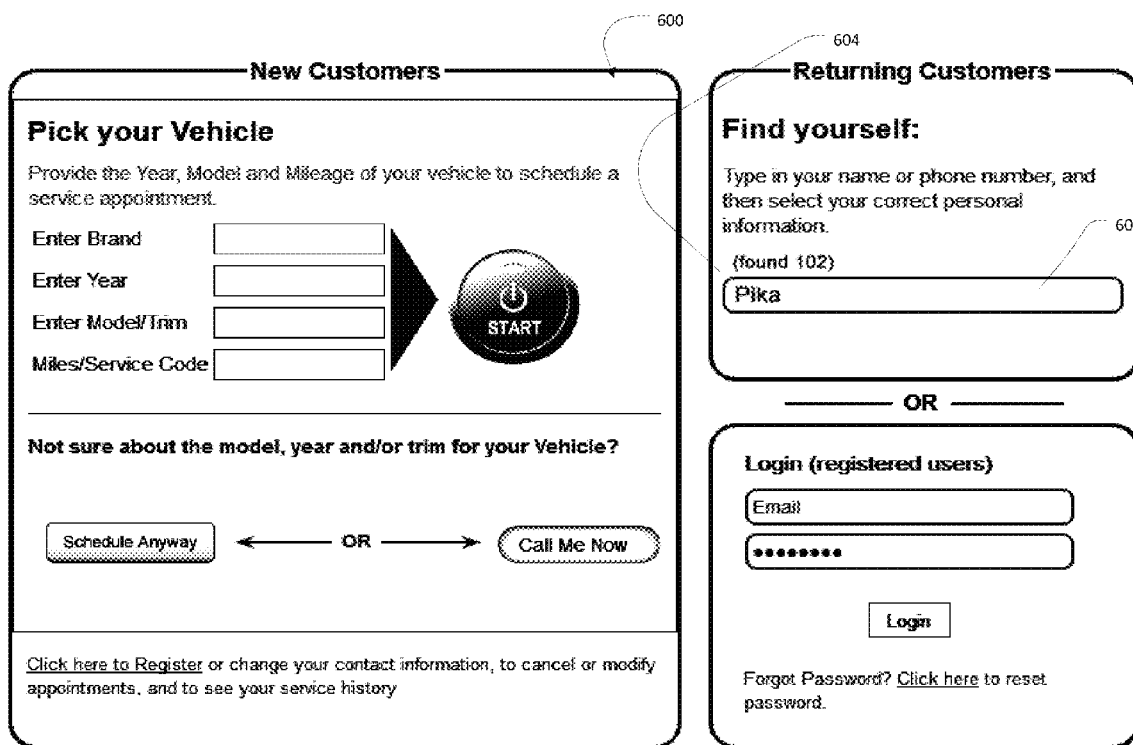 600
604
New Customers
Pick your Vehicle
Provide the Year, Model and Mileage of your vehicle to schedule a
service appointment.
Enter Brand
Enter Year
Enter Model/Trim
Miles/Service Code
START
Not sure about the model, year and/or trim for your Vehicle?
Schedule Anyway
OR
Call Me Now
Click here to Register or change your contact information, to cancel or modify
appointments, and to see your service history
Returning Customers
Find yourself:
Type in your name or phone number, and
then select your correct personal
information.
60
(found 102)
Pika
OR
Login (registered users)
Email
●●●●●●●●
Login
Forgot Password? Click here to reset
password.